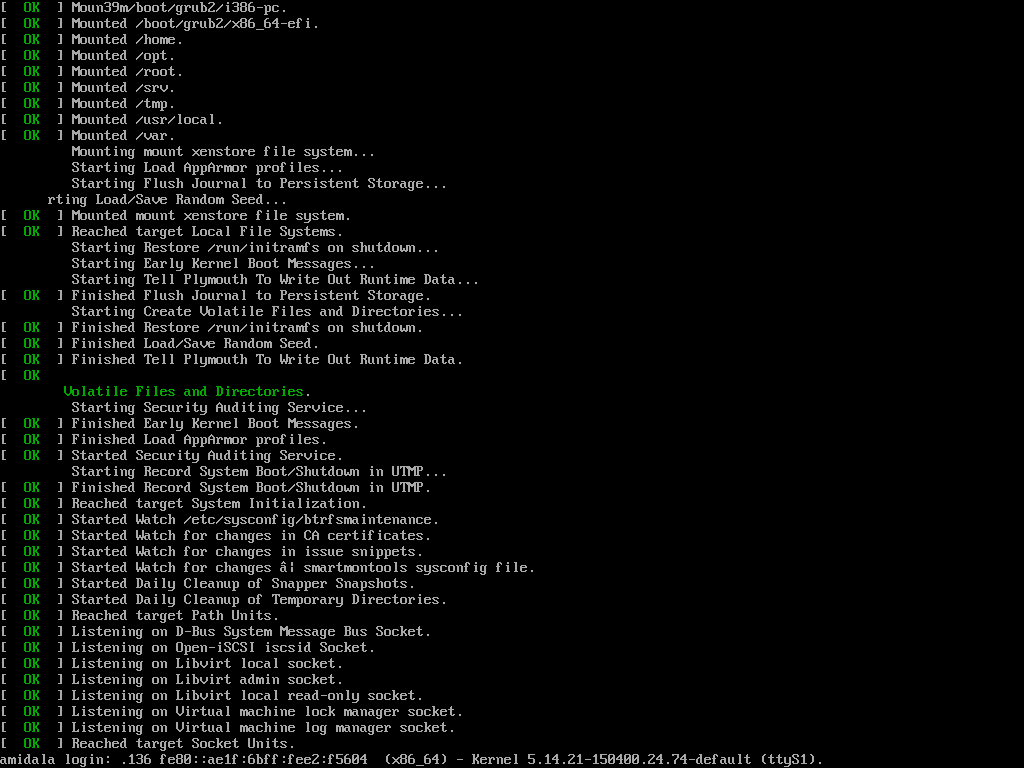 [  OK  ] Moun39m/boot/grub2/i386-pc.
[  OK  ] Mounted /boot/grub2/x86_64-efi.
[  OK  ] Mounted /home.
[  OK  ] Mounted /opt.
[  OK  ] Mounted /root.
[  OK  ] Mounted /srv.
[  OK  ] Mounted /tmp.
[  OK  ] Mounted /usr/local.
[  OK  ] Mounted /var.
         Mounting mount xenstore file system...
         Starting Load AppArmor profiles...
         Starting Flush Journal to Persistent Storage...
      rting Load/Save Random Seed...
[  OK  ] Mounted mount xenstore file system.
[  OK  ] Reached target Local File Systems.
         Starting Restore /run/initramfs on shutdown...
         Starting Early Kernel Boot Messages...
         Starting Tell Plymouth To Write Out Runtime Data...
[  OK  ] Finished Flush Journal to Persistent Storage.
         Starting Create Volatile Files and Directories...
[  OK  ] Finished Restore /run/initramfs on shutdown.
[  OK  ] Finished Load/Save Random Seed.
[  OK  ] Finished Tell Plymouth To Write Out Runtime Data.
[  OK
        Volatile Files and Directories.
         Starting Security Auditing Service...
[  OK  ] Finished Early Kernel Boot Messages.
[  OK  ] Finished Load AppArmor profiles.
[  OK  ] Started Security Auditing Service.
         Starting Record System Boot/Shutdown in UTMP...
[  OK  ] Finished Record System Boot/Shutdown in UTMP.
[  OK  ] Reached target System Initialization.
[  OK  ] Started Watch /etc/sysconfig/btrfsmaintenance.
[  OK  ] Started Watch for changes in CA certificates.
[  OK  ] Started Watch for changes in issue snippets.
[  OK  ] Started Watch for changes â¦ smartmontools sysconfig file.
[  OK  ] Started Daily Cleanup of Snapper Snapshots.
[  OK  ] Started Daily Cleanup of Temporary Directories.
[  OK  ] Reached target Path Units.
[  OK  ] Listening on D-Bus System Message Bus Socket.
[  OK  ] Listening on Open-iSCSI iscsid Socket.
[  OK  ] Listening on Libvirt local socket.
[  OK  ] Listening on Libvirt admin socket.
[  OK  ] Listening on Libvirt local read-only socket.
[  OK  ] Listening on Virtual machine lock manager socket.
[  OK  ] Listening on Virtual machine log manager socket.
[  OK  ] Reached target Socket Units.
amidala login: .136 fe80::ae1f:6bff:fee2:f5604  (x86_64) - Kernel 5.14.21-150400.24.74-default (ttyS1).